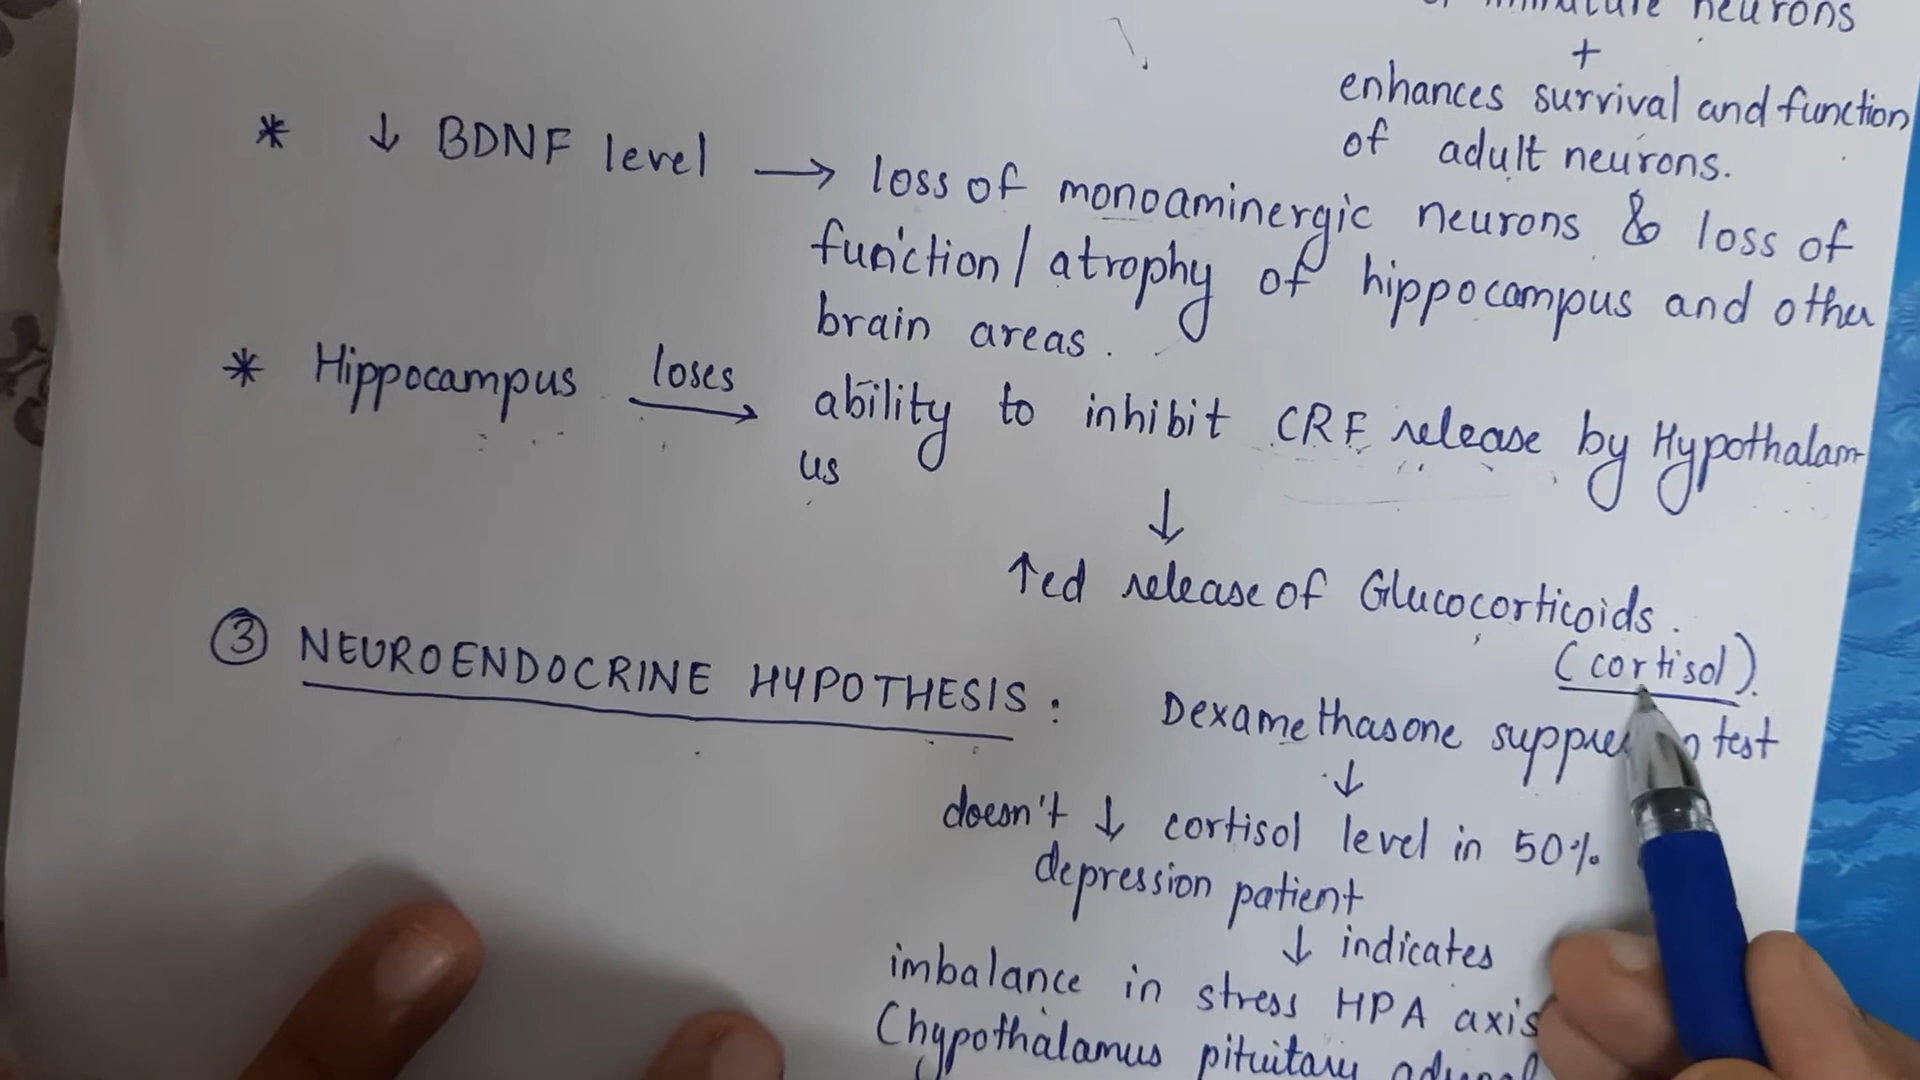 neurons
+
enhances survival and function
of adult neurons.
* ↓ BDNF level → loss of monoaminergic neurons & loss of
function/atrophy of hippocampus and other
brain areas.
* Hippocampus loses → ability to inhibit CRF release by Hypothalam-
us
↓
↑ed release of Glucocorticoids.
(cortisol).
③ NEUROENDOCRINE HYPOTHESIS : Dexamethasone test
↓
doesn't ↓ cortisol level in 50%
depression patient
↓ indicates
imbalance in stress HPA axis
(hypothalamus pituitary